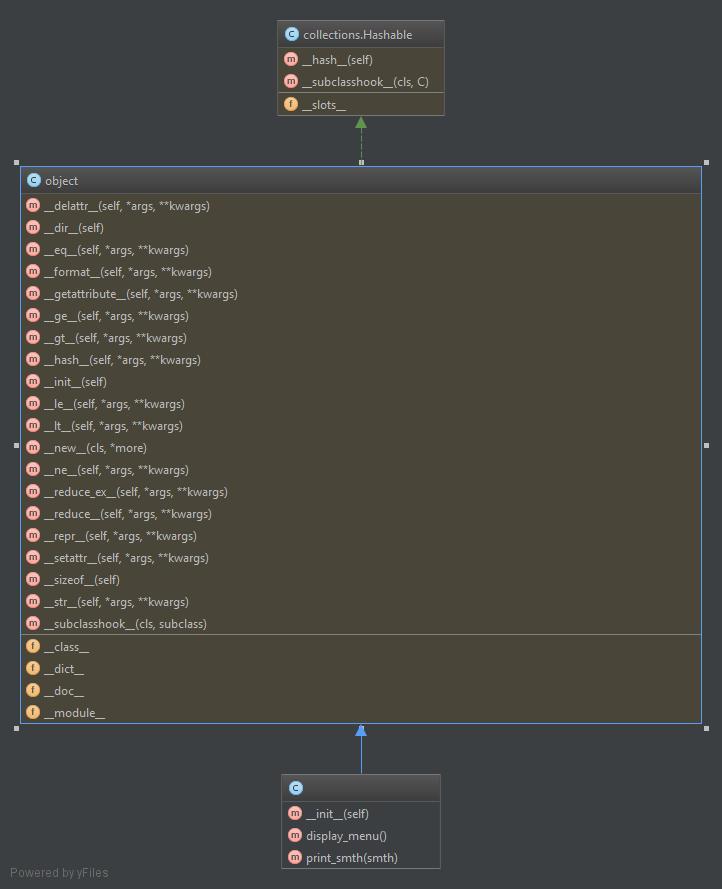 C collections.Hashable
m __hash__(self)
m __subclasshook__(cls, C)
f __slots__
C object
m __delattr__(self, *args, **kwargs)
m __dir__(self)
m __eq__(self, *args, **kwargs)
m __format__(self, *args, **kwargs)
m __getattribute__(self, *args, **kwargs)
m __ge__(self, *args, **kwargs)
m __gt__(self, *args, **kwargs)
m __hash__(self, *args, **kwargs)
m __init__(self)
m __le__(self, *args, **kwargs)
m __lt__(self, *args, **kwargs)
m __new__(cls, *more)
m __ne__(self, *args, **kwargs)
m __reduce_ex__(self, *args, **kwargs)
m __reduce__(self, *args, **kwargs)
m __repr__(self, *args, **kwargs)
m __setattr__(self, *args, **kwargs)
m __sizeof__(self)
m __str__(self, *args, **kwargs)
m __subclasshook__(cls, subclass)
f __class__
f __dict__
f __doc__
f __module__
C
m __init__(self)
m display_menu()
m print_smth(smth)
Powered by yFiles